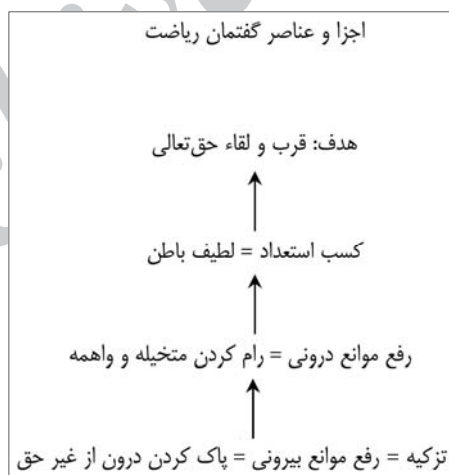 اجزا و عناصر گفتمان ریاضت
هدف: قرب و لقاء حق‌تعالی
کسب استعداد = لطیف باطن
رفع موانع درونی = رام کردن متخیله و واهمه
تزکیه = رفع موانع بیرونی = پاک کردن درون از غیر حق